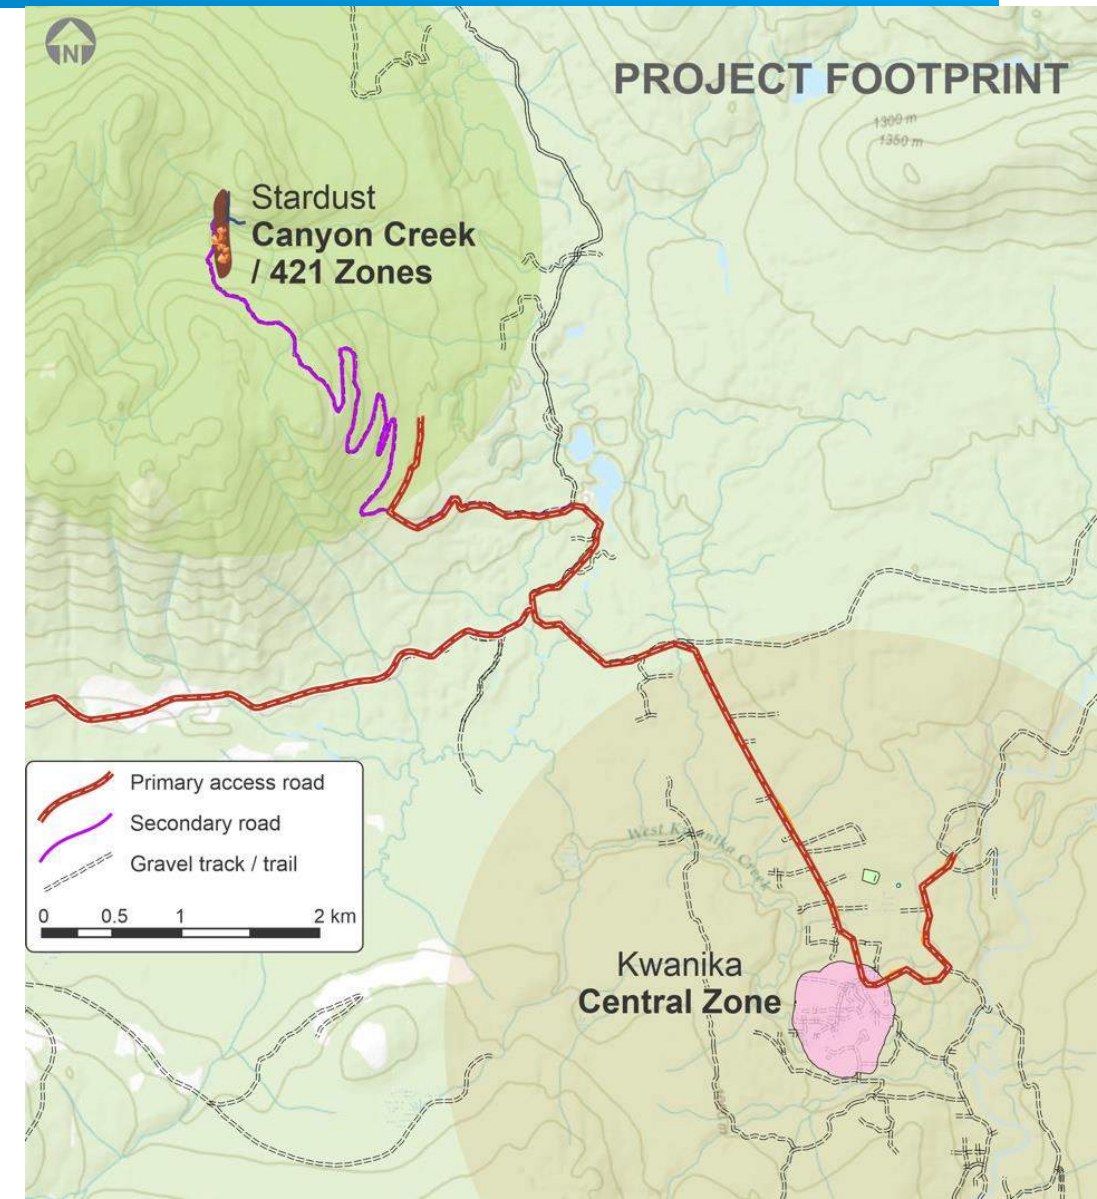 N
PROJECT FOOTPRINT
1300 m
1350 m
Stardust
Canyon Creek
/ 421 Zones
Primary access road
Secondary road
Gravel track / trail
0 0.5 1 2 km
West Kwanika Creek
Kwanika
Central Zone